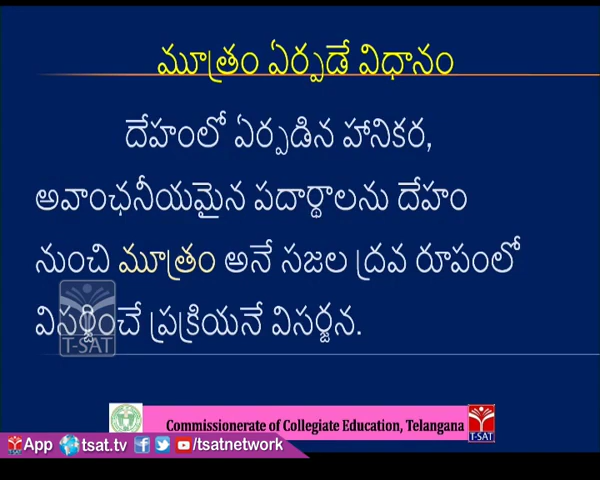 మూత్రం ఏర్పడే విధానం
దేహంలో ఏర్పడిన హానికర,
అవాంఛనీయమైన పదార్థాలను దేహం
నుంచి మూత్రం అనే సజల ద్రవ రూపంలో
విసర్జించే ప్రక్రియనే విసర్జన.
T-SAT
Commissionerate of Collegiate Education, Telangana
T-SAT
App tsat.tv /tsatnetwork